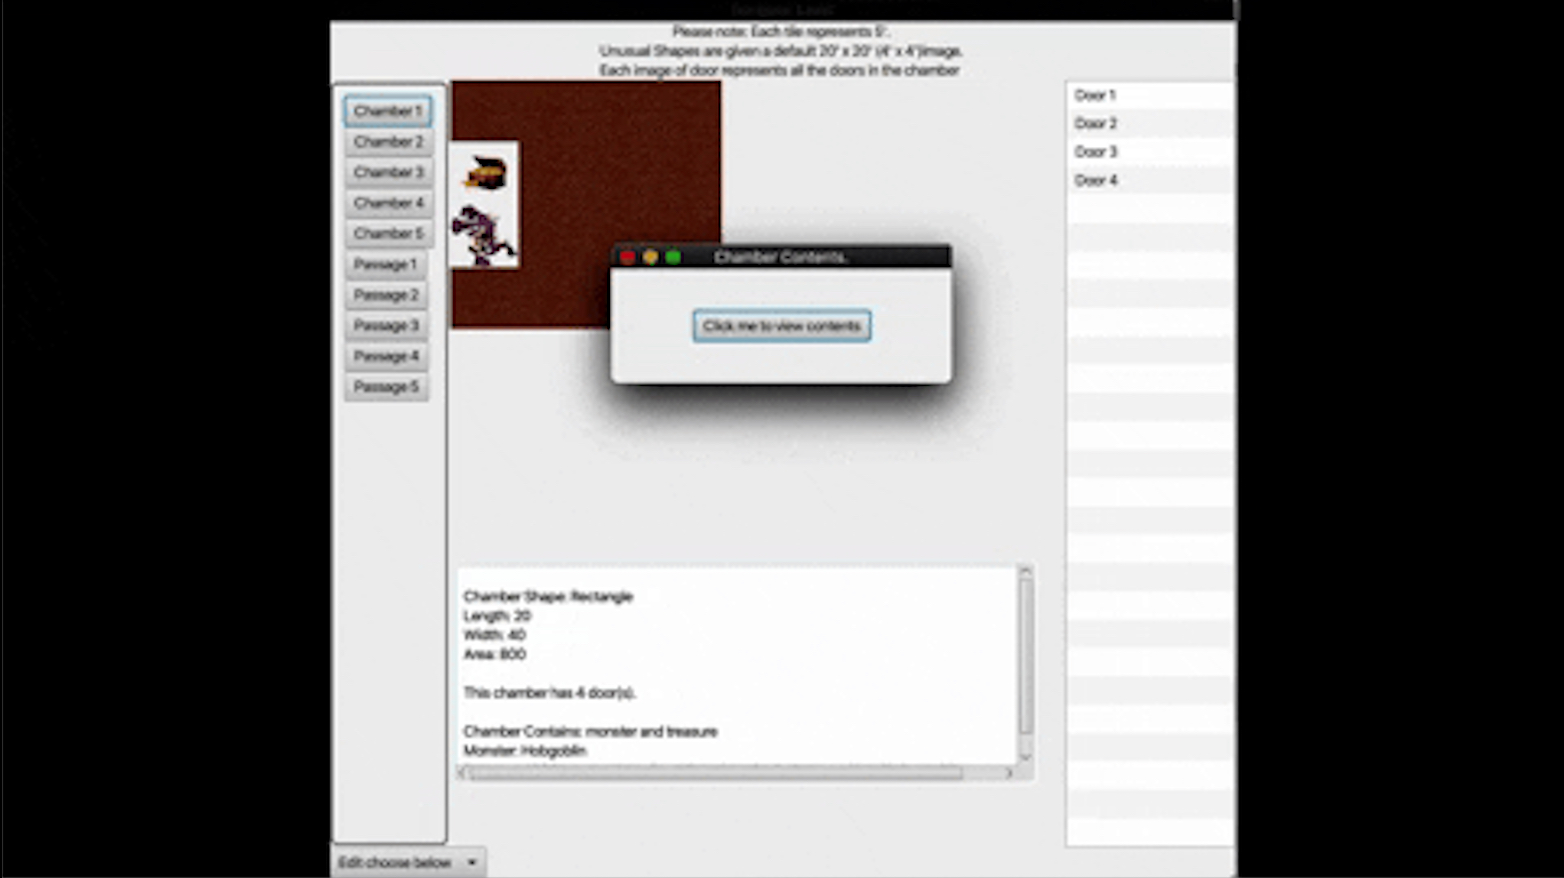 Please note: Each tile represents 5'.
Unusual Shapes are given a default 20' x 20' (4' x 4')image.
Each image of door represents all the doors in the chamber
Chamber 1
Chamber 2
Chamber 3
Chamber 4
Chamber 5
Passage 1
Passage 2
Passage 3
Passage 4
Passage 5
Door 1
Door 2
Door 3
Door 4
Chamber Contents.
Click me to view contents
Chamber Shape: Rectangle
Length: 20
Width: 40
Area: 800
This chamber has 4 door(s).
Chamber Contains: monster and treasure
Monster: Hobgoblin
Edit choose below